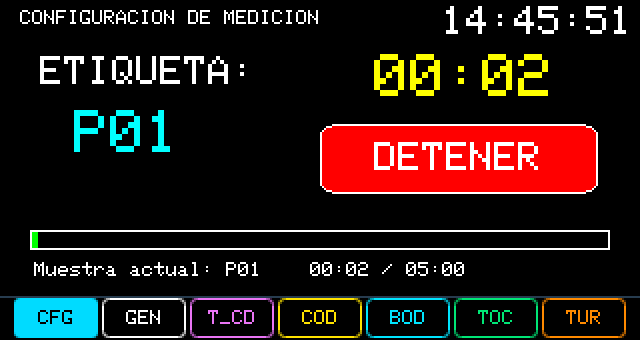 CONFIGURACION DE MEDICION 14:45:51
ETIQUETA: 00:02
P01
DETENER
Muestra actual: P01 00:02 / 05:00
CFG GEN T_CD COD BOD TOC TUR